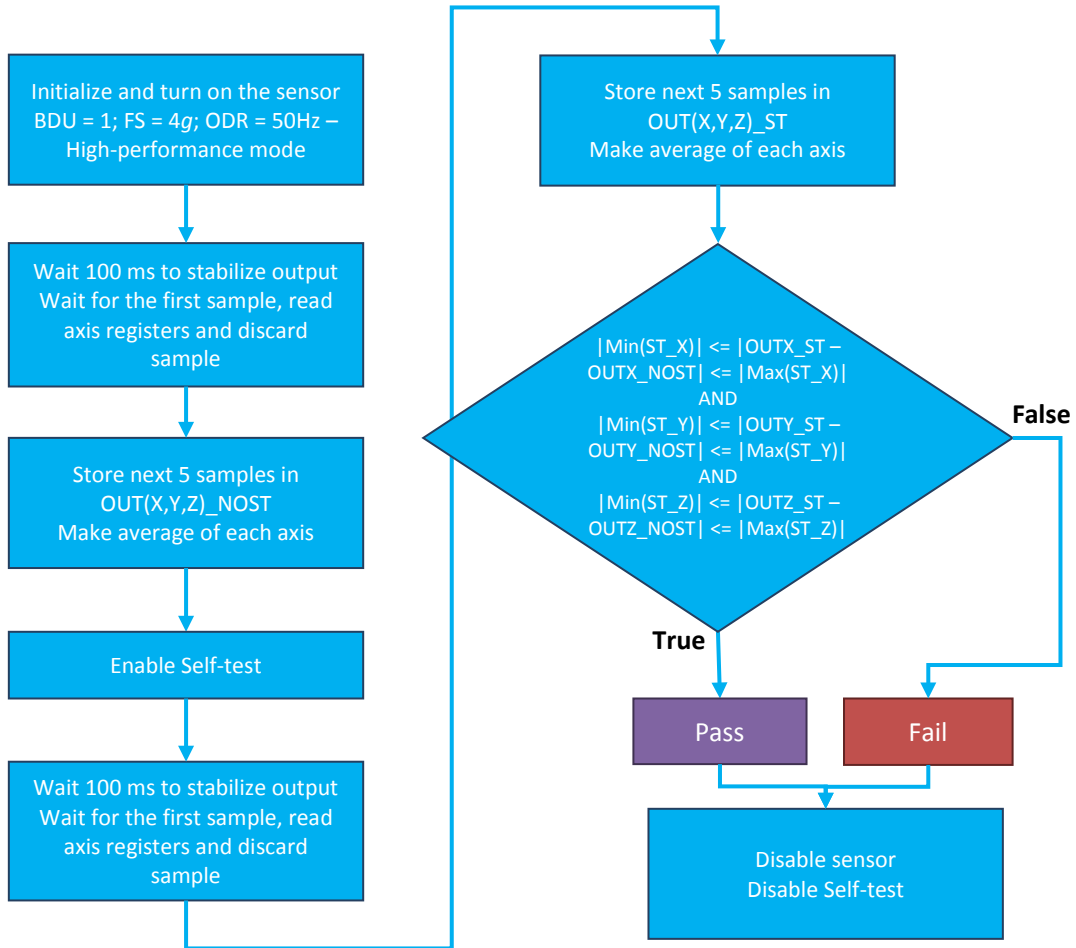 Initialize and turn on the sensor
BDU = 1; FS = 4g; ODR = 50Hz –
High-performance mode
Wait 100 ms to stabilize output
Wait for the first sample, read
axis registers and discard
sample
Store next 5 samples in
OUT(X,Y,Z)_NOST
Make average of each axis
Enable Self-test
Wait 100 ms to stabilize output
Wait for the first sample, read
axis registers and discard
sample
Store next 5 samples in
OUT(X,Y,Z)_ST
Make average of each axis
|Min(ST_X)| <= |OUTX_ST –
OUTX_NOST| <= |Max(ST_X)|
AND
|Min(ST_Y)| <= |OUTY_ST –
OUTY_NOST| <= |Max(ST_Y)|
AND
|Min(ST_Z)| <= |OUTZ_ST –
OUTZ_NOST| <= |Max(ST_Z)|
False
True
Pass
Fail
Disable sensor
Disable Self-test